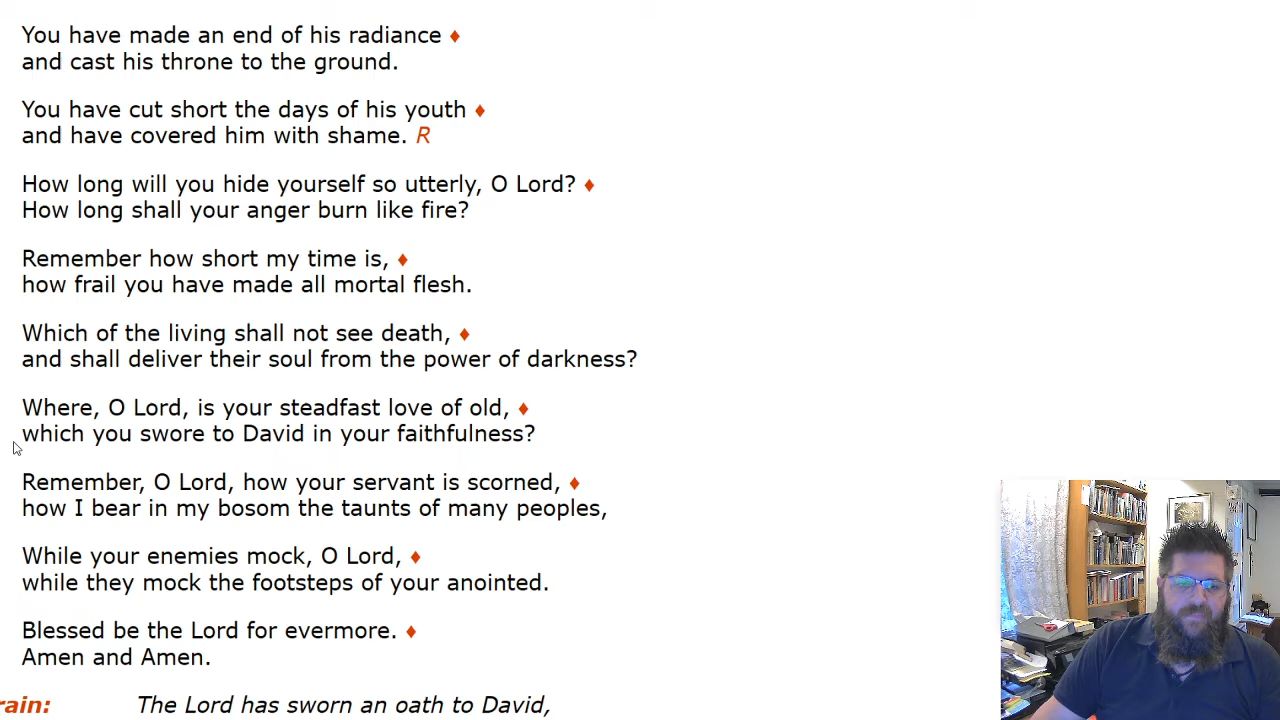 You have made an end of his radiance ♦
and cast his throne to the ground.
You have cut short the days of his youth ♦
and have covered him with shame. R
How long will you hide yourself so utterly, O Lord? ♦
How long shall your anger burn like fire?
Remember how short my time is, ♦
how frail you have made all mortal flesh.
Which of the living shall not see death, ♦
and shall deliver their soul from the power of darkness?
Where, O Lord, is your steadfast love of old, ♦
which you swore to David in your faithfulness?
Remember, O Lord, how your servant is scorned, ♦
how I bear in my bosom the taunts of many peoples,
While your enemies mock, O Lord, ♦
while they mock the footsteps of your anointed.
Blessed be the Lord for evermore. ♦
Amen and Amen.
rain: The Lord has sworn an oath to David,